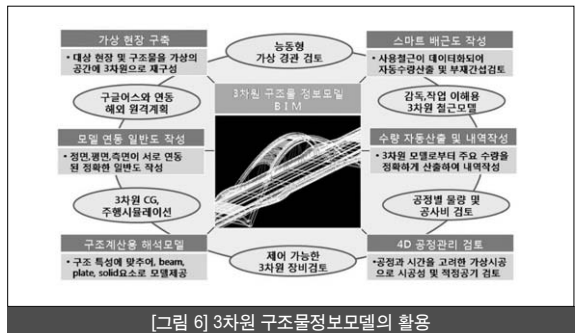 가상 현장 구축
• 대상 현장 및 구조물을 가상의
공간에 3차원으로 재구성
능동형
가상 경관 검토
스마트 배근도 작성
• 사용철근이 데이터화되어
자동수량산출 및 부재간섭검토
구글어스와 연동
해외 원격계획
3차원 구조물 정보모델
B I M
감독,작업 이해용
3차원 철근모델
모델 연동 일반도 작성
• 정면,평면,측면이 서로 연동
된 정확한 일반도 작성
수량 자동산출 및 내역작성
• 3차원 모델로부터 주요 수량을
정확하게 산출하여 내역작성
3차원 CG,
주행시뮬레이션
공정별 물량 및
공사비 검토
구조계산용 해석모델
• 구조 특성에 맞추어, beam,
plate, solid요소로 모델제공
제어 가능한
3차원 장비검토
4D 공정관리 검토
•공정과 시간을 고려한 가상시공
으로 시공성 및 적정공기 검토
[그림 6] 3차원 구조물정보모델의 활용